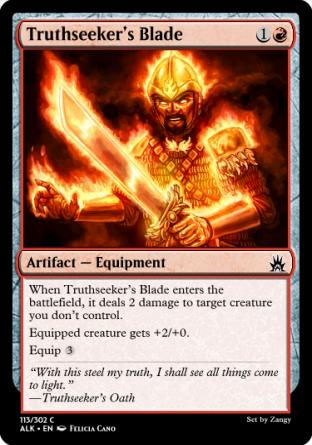 Truthseeker's Blade 1
Artifact — Equipment
When Truthseeker's Blade enters the
battlefield, it deals 2 damage to target creature
you don't control.
Equipped creature gets +2/+0.
Equip 3
"With this steel my truth, I shall see all things come
to light."
—Truthseeker's Oath
113/302 C
Set by Zangy
ALK • EN Felicia Cano